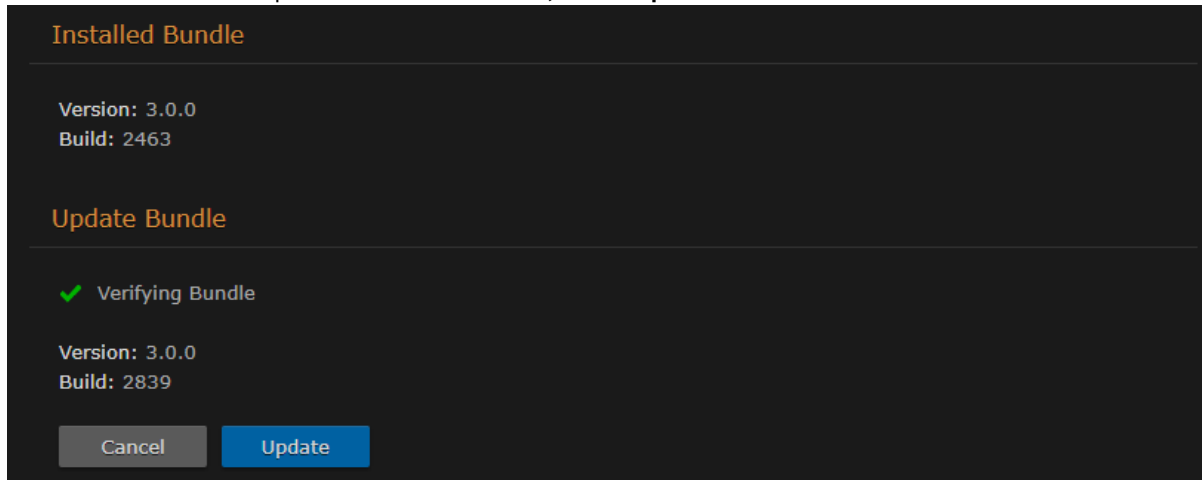 Installed Bundle
Version: 3.0.0
Build: 2463
Update Bundle
Verifying Bundle
Version: 3.0.0
Build: 2839
Cancel Update